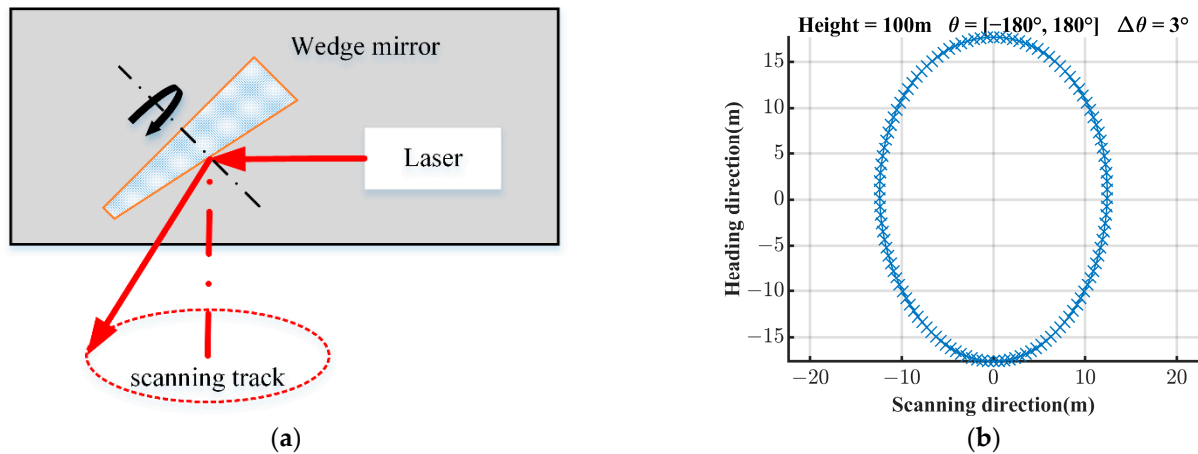 Wedge mirror
Laser
scanning track
(a)
Height = 100m θ = [−180°, 180°] Δθ = 3°
Heading direction(m)
15
10
5
0
−5
−10
−15
−20 −10 0 10 20
Scanning direction(m)
(b)